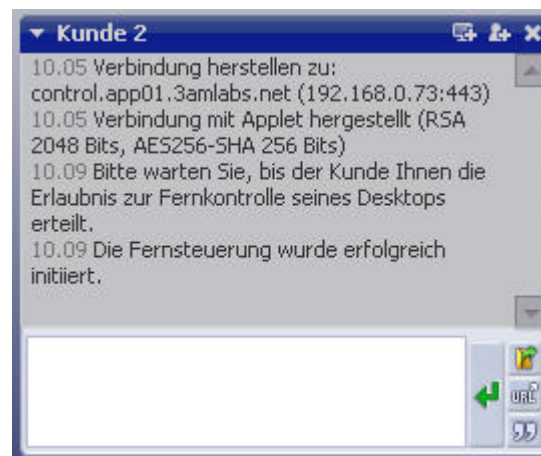 Kunde 2
10.05 Verbindung herstellen zu:
control.app01.3amlabs.net (192.168.0.73:443)
10.05 Verbindung mit Applet hergestellt (RSA
2048 Bits, AES256-SHA 256 Bits)
10.09 Bitte warten Sie, bis der Kunde Ihnen die
Erlaubnis zur Fernkontrolle seines Desktops
erteilt.
10.09 Die Fernsteuerung wurde erfolgreich
initiiert.
URL